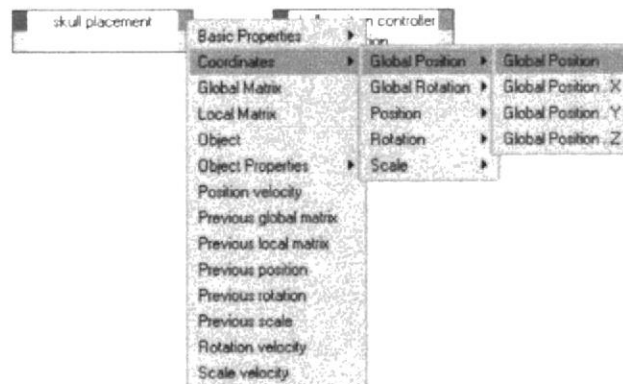 skull placement
controller
Basic Properties
Coordinates
Global Matrix
Local Matrix
Object
Object Properties
Position velocity
Previous global matrix
Previous local matrix
Previous position
Previous rotation
Previous scale
Rotation velocity
Scale velocity
Global Position
Global Rotation
Position
Rotation
Scale
Global Position
Global Position . X
Global Position . Y
Global Position . Z